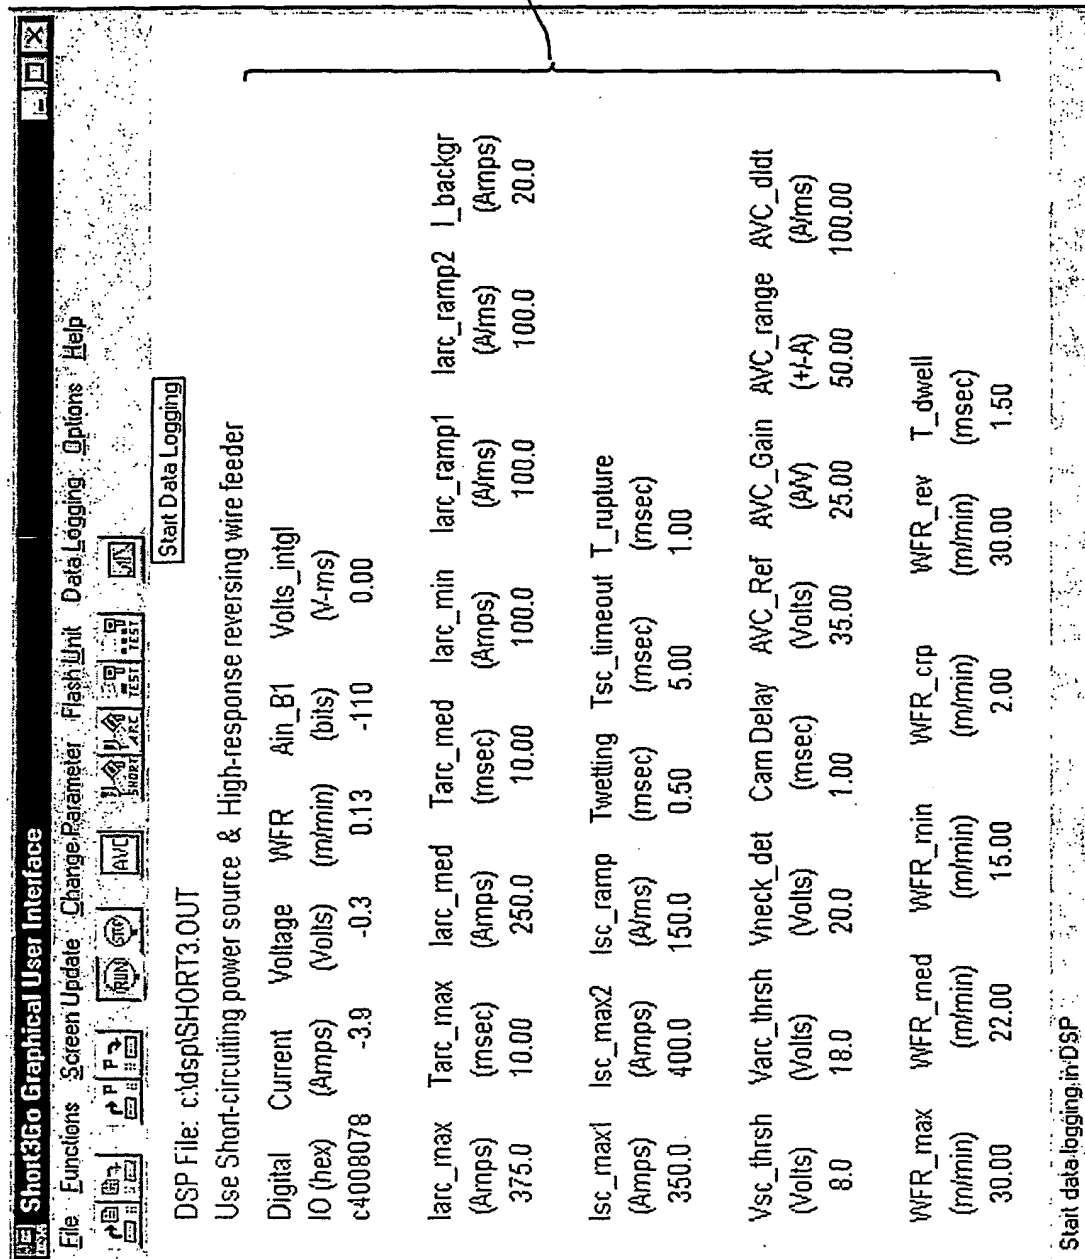 Short3Go Graphical User Interface
File Functions Screen Update Change Parameter Flash Unit Data Logging Options Help
P P RUN STOP AVC SHORT ARC TEST TEST
Start Data Logging
DSP File: c:\dsp\SHORT3.OUT
Use Short-circuiting power source & High-response reversing wire feeder
Digital Current Voltage WFR Ain_B1 Volts_intgl
IO (hex) (Amps) (Volts) (m/min) (bits) (V-ms)
c4008078 -3.9 -0.3 0.13 -110 0.00
Iarc_max Tarc_max Iarc_med Tarc_med Iarc_min Iarc_ramp1 Iarc_ramp2 I_backgr
(Amps) (msec) (Amps) (msec) (Amps) (A/ms) (A/ms) (Amps)
375.0 10.00 250.0 10.00 100.0 100.0 100.0 20.0
Isc_max1 Isc_max2 Isc_ramp Twetting Tsc_timeout T_rupture
(Amps) (Amps) (A/ms) (msec) (msec) (msec)
350.0 400.0 150.0 0.50 5.00 1.00
Vsc_thrsh Varc_thrsh Vneck_det Cam Delay AVC_Ref AVC_Gain AVC_range AVC_dIdt
(Volts) (Volts) (Volts) (msec) (Volts) (A/V) (+/-A) (A/ms)
8.0 18.0 20.0 1.00 35.00 25.00 50.00 100.00
WFR_max WFR_med WFR_min WFR_crp WFR_rev T_dwell
(m/min) (m/min) (m/min) (m/min) (m/min) (msec)
30.00 22.00 15.00 2.00 30.00 1.50
Start data logging in DSP